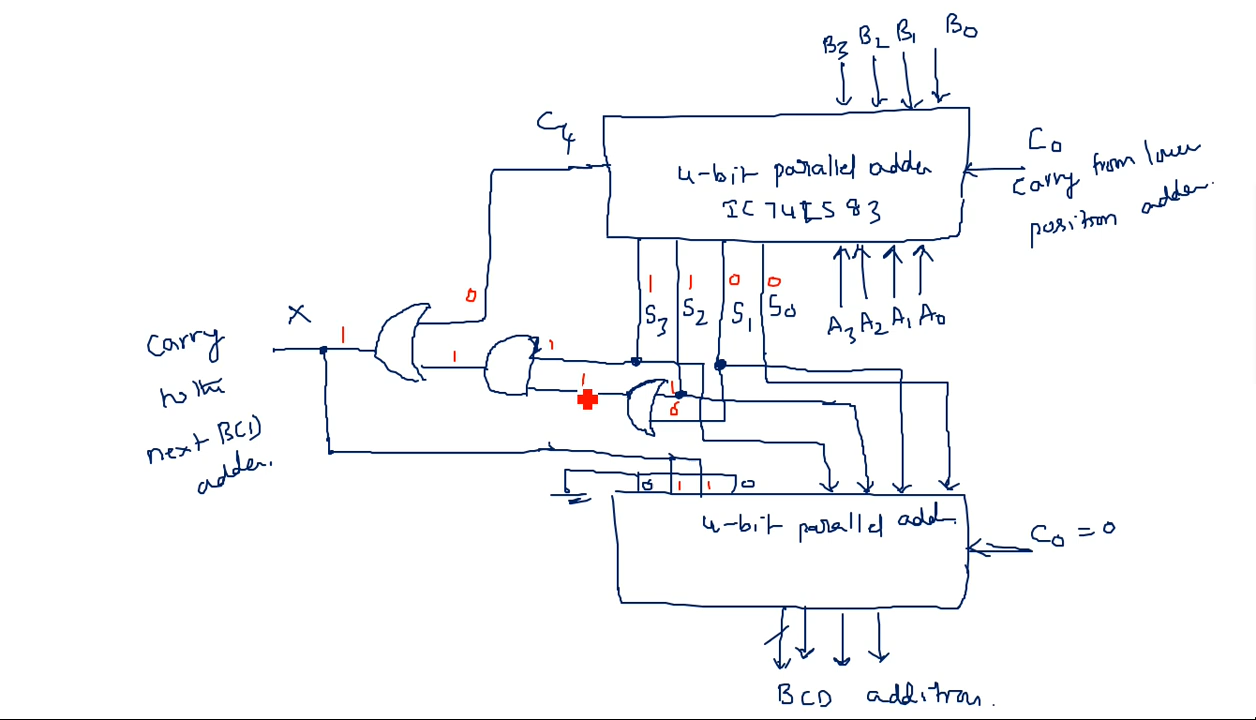 B3 B2 B1 B0
C4
4-bit parallel adder
IC 74LS83
C0
Carry from lower
position adder.
1 1 0 0
S3 S2 S1 S0
A3 A2 A1 A0
0
X
1
1
1
1
1
0
Carry
to the
next BCD
adder.
0 1 1 0
4-bit parallel add.
C0 = 0
BCD addition.